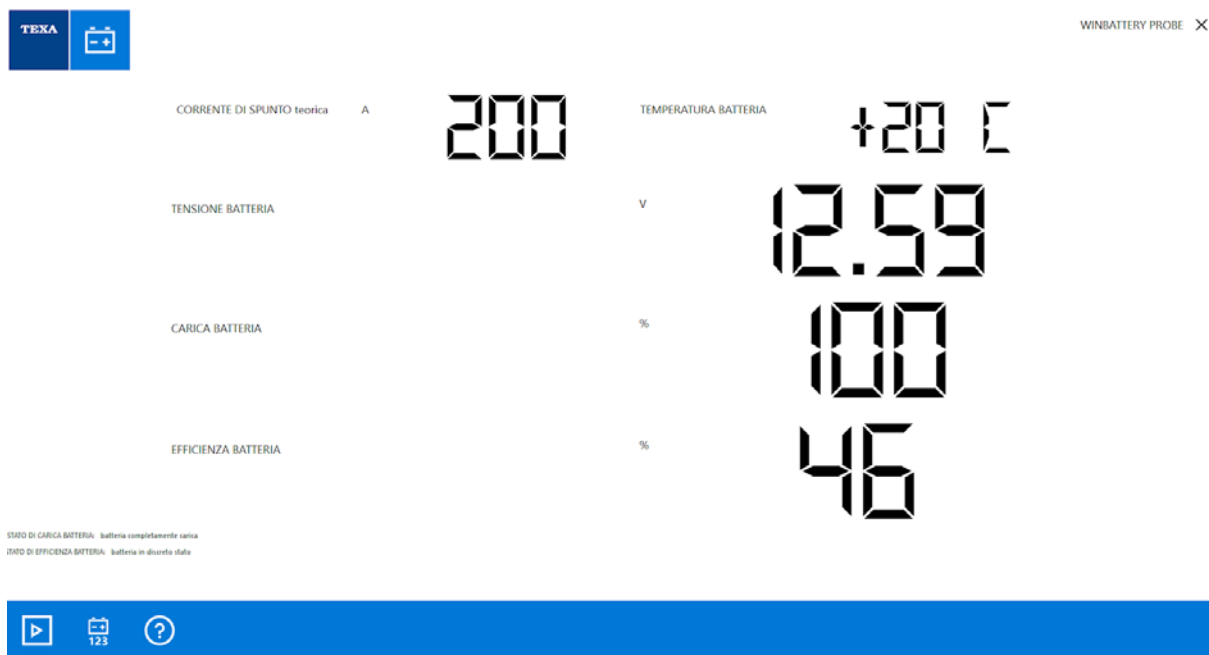 TEXA
WINBATTERY PROBE
CORRENTE DI SPUNTO teorica A 200
TEMPERATURA BATTERIA +20 C
TENSIONE BATTERIA V 12.59
CARICA BATTERIA % 100
EFFICIENZA BATTERIA % 46
STATO DI CARICA BATTERIA: batteria completamente carica
STATO DI EFFICIENZA BATTERIA: batteria in discreto stato
123
?